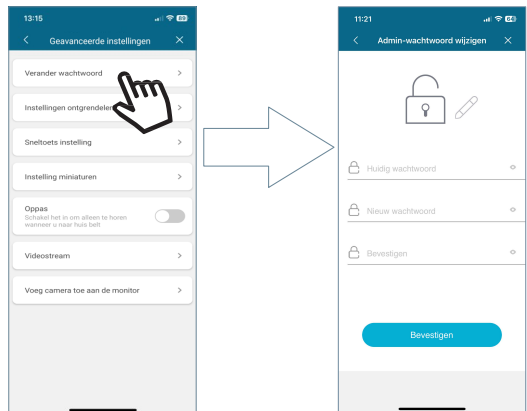 13:15
89
Geavanceerde instellingen
Verander wachtwoord
Instellingen ontgrendelen
Sneltoets instelling
Instelling miniaturen
Oppas
Schakel het in om alleen te horen
wanneer u naar huis belt
Videostream
Voeg camera toe aan de monitor
11:21
Admin-wachtwoord wijzigen
Huidig wachtwoord
Nieuw wachtwoord
Bevestigen
Bevestigen